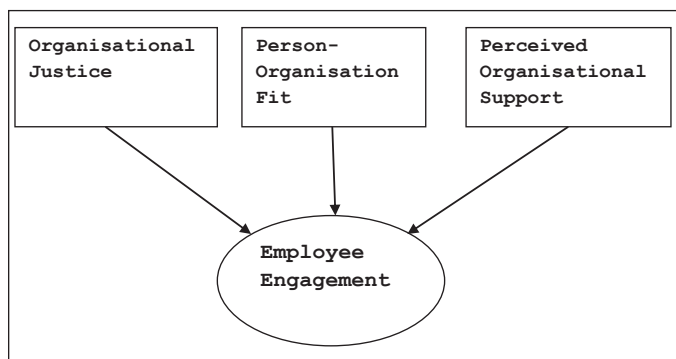 Organisational
Justice
Person-
Organisation
Fit
Perceived
Organisational
Support
Employee
Engagement